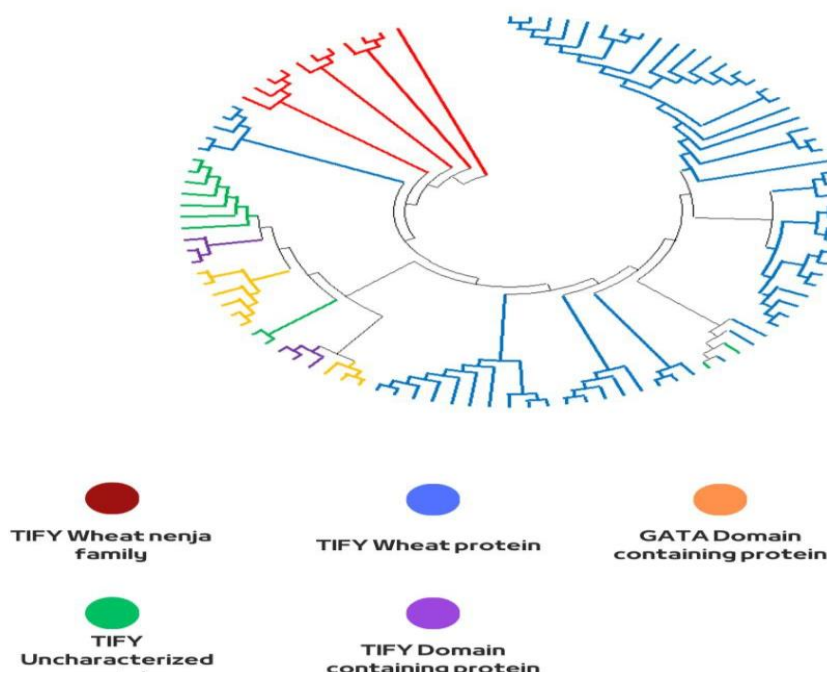 TIFY Wheat nenja
family
TIFY Wheat protein
GATA Domain
containing protein
TIFY
Uncharacterized
TIFY Domain
containing protein